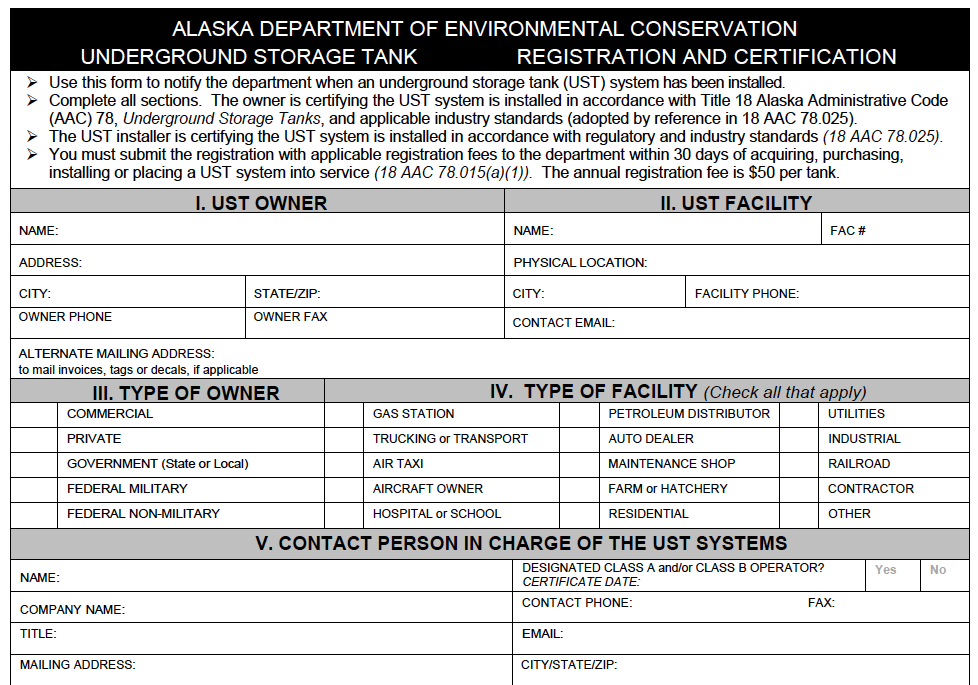 ALASKA DEPARTMENT OF ENVIRONMENTAL CONSERVATION
UNDERGROUND STORAGE TANK REGISTRATION AND CERTIFICATION
➢ Use this form to notify the department when an underground storage tank (UST) system has been installed.
➢ Complete all sections. The owner is certifying the UST system is installed in accordance with Title 18 Alaska Administrative Code
(AAC) 78, Underground Storage Tanks, and applicable industry standards (adopted by reference in 18 AAC 78.025).
➢ The UST installer is certifying the UST system is installed in accordance with regulatory and industry standards (18 AAC 78.025).
➢ You must submit the registration with applicable registration fees to the department within 30 days of acquiring, purchasing,
installing or placing a UST system into service (18 AAC 78.015(a)(1)). The annual registration fee is $50 per tank.
I. UST OWNER II. UST FACILITY
NAME: NAME: FAC #
ADDRESS: PHYSICAL LOCATION:
CITY: STATE/ZIP: CITY: FACILITY PHONE:
OWNER PHONE OWNER FAX CONTACT EMAIL:
ALTERNATE MAILING ADDRESS:
to mail invoices, tags or decals, if applicable
III. TYPE OF OWNER IV. TYPE OF FACILITY (Check all that apply)
COMMERCIAL GAS STATION PETROLEUM DISTRIBUTOR UTILITIES
PRIVATE TRUCKING or TRANSPORT AUTO DEALER INDUSTRIAL
GOVERNMENT (State or Local) AIR TAXI MAINTENANCE SHOP RAILROAD
FEDERAL MILITARY AIRCRAFT OWNER FARM or HATCHERY CONTRACTOR
FEDERAL NON-MILITARY HOSPITAL or SCHOOL RESIDENTIAL OTHER
V. CONTACT PERSON IN CHARGE OF THE UST SYSTEMS
NAME: DESIGNATED CLASS A and/or CLASS B OPERATOR? Yes No
CERTIFICATE DATE:
COMPANY NAME: CONTACT PHONE: FAX:
TITLE: EMAIL:
MAILING ADDRESS: CITY/STATE/ZIP: